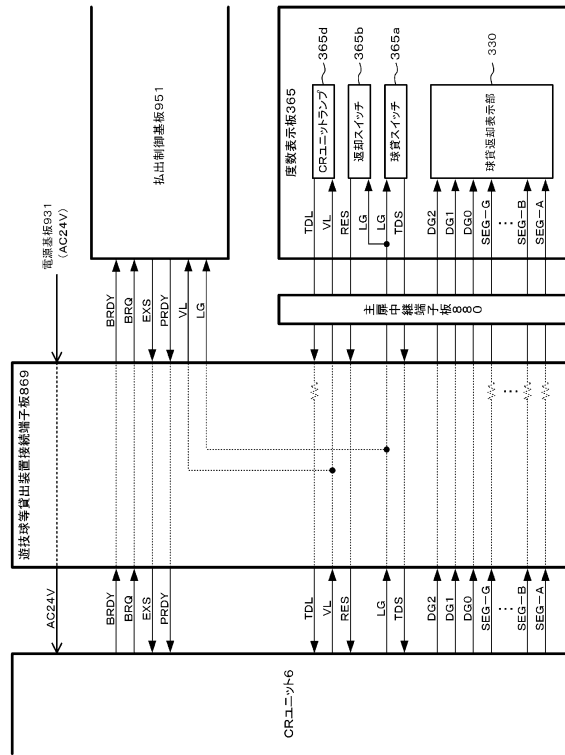 電源基板931
(AC24V)
払出制御基板951
BRDY
BRQ
EXS
PRDY
VL
LG
度数表示板365
CRユニットランプ
365d
返却スイッチ
365b
球貸スイッチ
365a
球貸返却表示部
330
TDL
VL
RES
LG
LG
TDS
DG2
DG1
DG0
SEG-G
…
SEG-B
SEG-A
主扉中継端子板880
遊技球等貸出装置接続端子板869
…
AC24V
BRDY
BRQ
EXS
PRDY
TDL
VL
RES
LG
TDS
DG2
DG1
DG0
SEG-G
…
SEG-B
SEG-A
CRユニット6